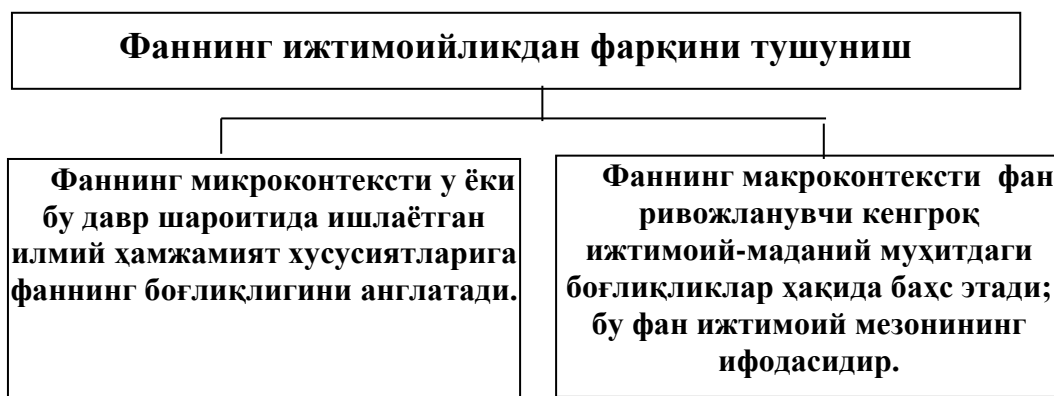 Фаннинг ижтимоийликдан фарқини тушуниш
Фаннинг микроконтексти у ёки
бу давр шароитида ишлаётган
илмий ҳамжамият хусусиятларига
фаннинг боғлиқлигини англатади.
Фаннинг макроконтексти фан
ривожланувчи кенгроқ
ижтимоий-маданий муҳитдаги
боғлиқликлар ҳақида баҳс этади;
бу фан ижтимоий мезонининг
ифодасидир.